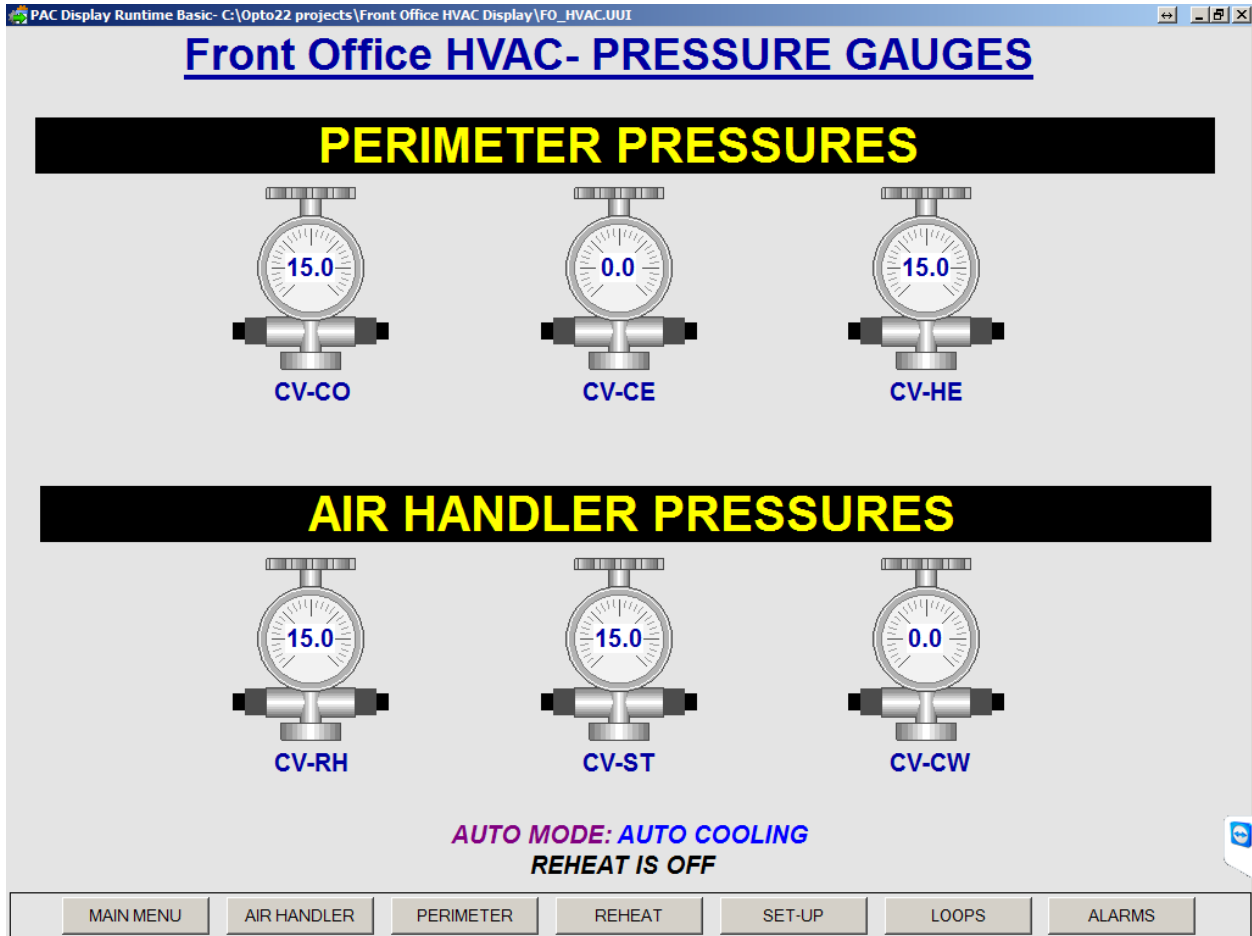 PAC Display Runtime Basic- C:\Opto22 projects\Front Office HVAC Display\FO_HVAC.UUI
Front Office HVAC- PRESSURE GAUGES
PERIMETER PRESSURES
15.0 0.0 15.0
CV-CO CV-CE CV-HE
AIR HANDLER PRESSURES
15.0 15.0 0.0
CV-RH CV-ST CV-CW
AUTO MODE: AUTO COOLING
REHEAT IS OFF
MAIN MENU AIR HANDLER PERIMETER REHEAT SET-UP LOOPS ALARMS